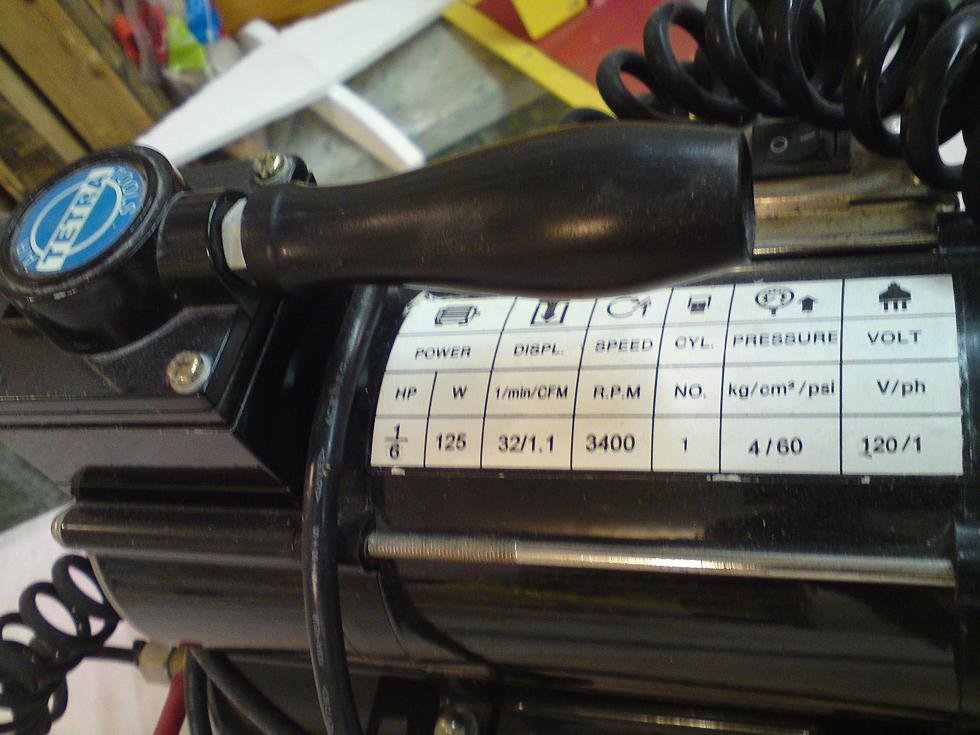 TETRA
TOOLS
POWER DISPL. SPEED CYL. PRESSURE VOLT
HP W 1/min/CFM R.P.M NO. kg/cm²/psi V/ph
1/6 125 32/1.1 3400 1 4/60 120/1